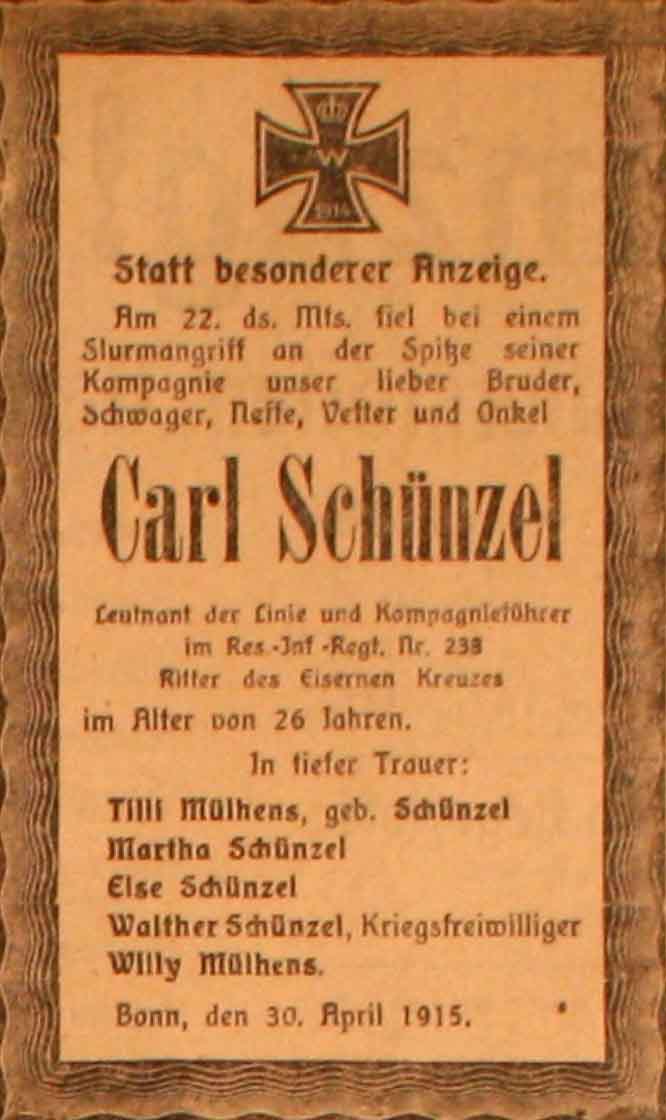 W
1914
Statt besonderer Anzeige.
Am 22. ds. Mts. fiel bei einem
Sturmangriff an der Spitze seiner
Kompagnie unser lieber Bruder,
Schwager, Neffe, Vetter und Onkel
Carl Schünzel
Leutnant der Linie und Kompagnieführer
im Res.-Inf.-Regt. Nr. 238
Ritter des Eisernen Kreuzes
im Alter von 26 Jahren.
In tiefer Trauer:
Tilli Mülhens, geb. Schünzel
Martha Schünzel
Else Schünzel
Walther Schünzel, Kriegsfreiwilliger
Willy Mülhens.
Bonn, den 30. April 1915.